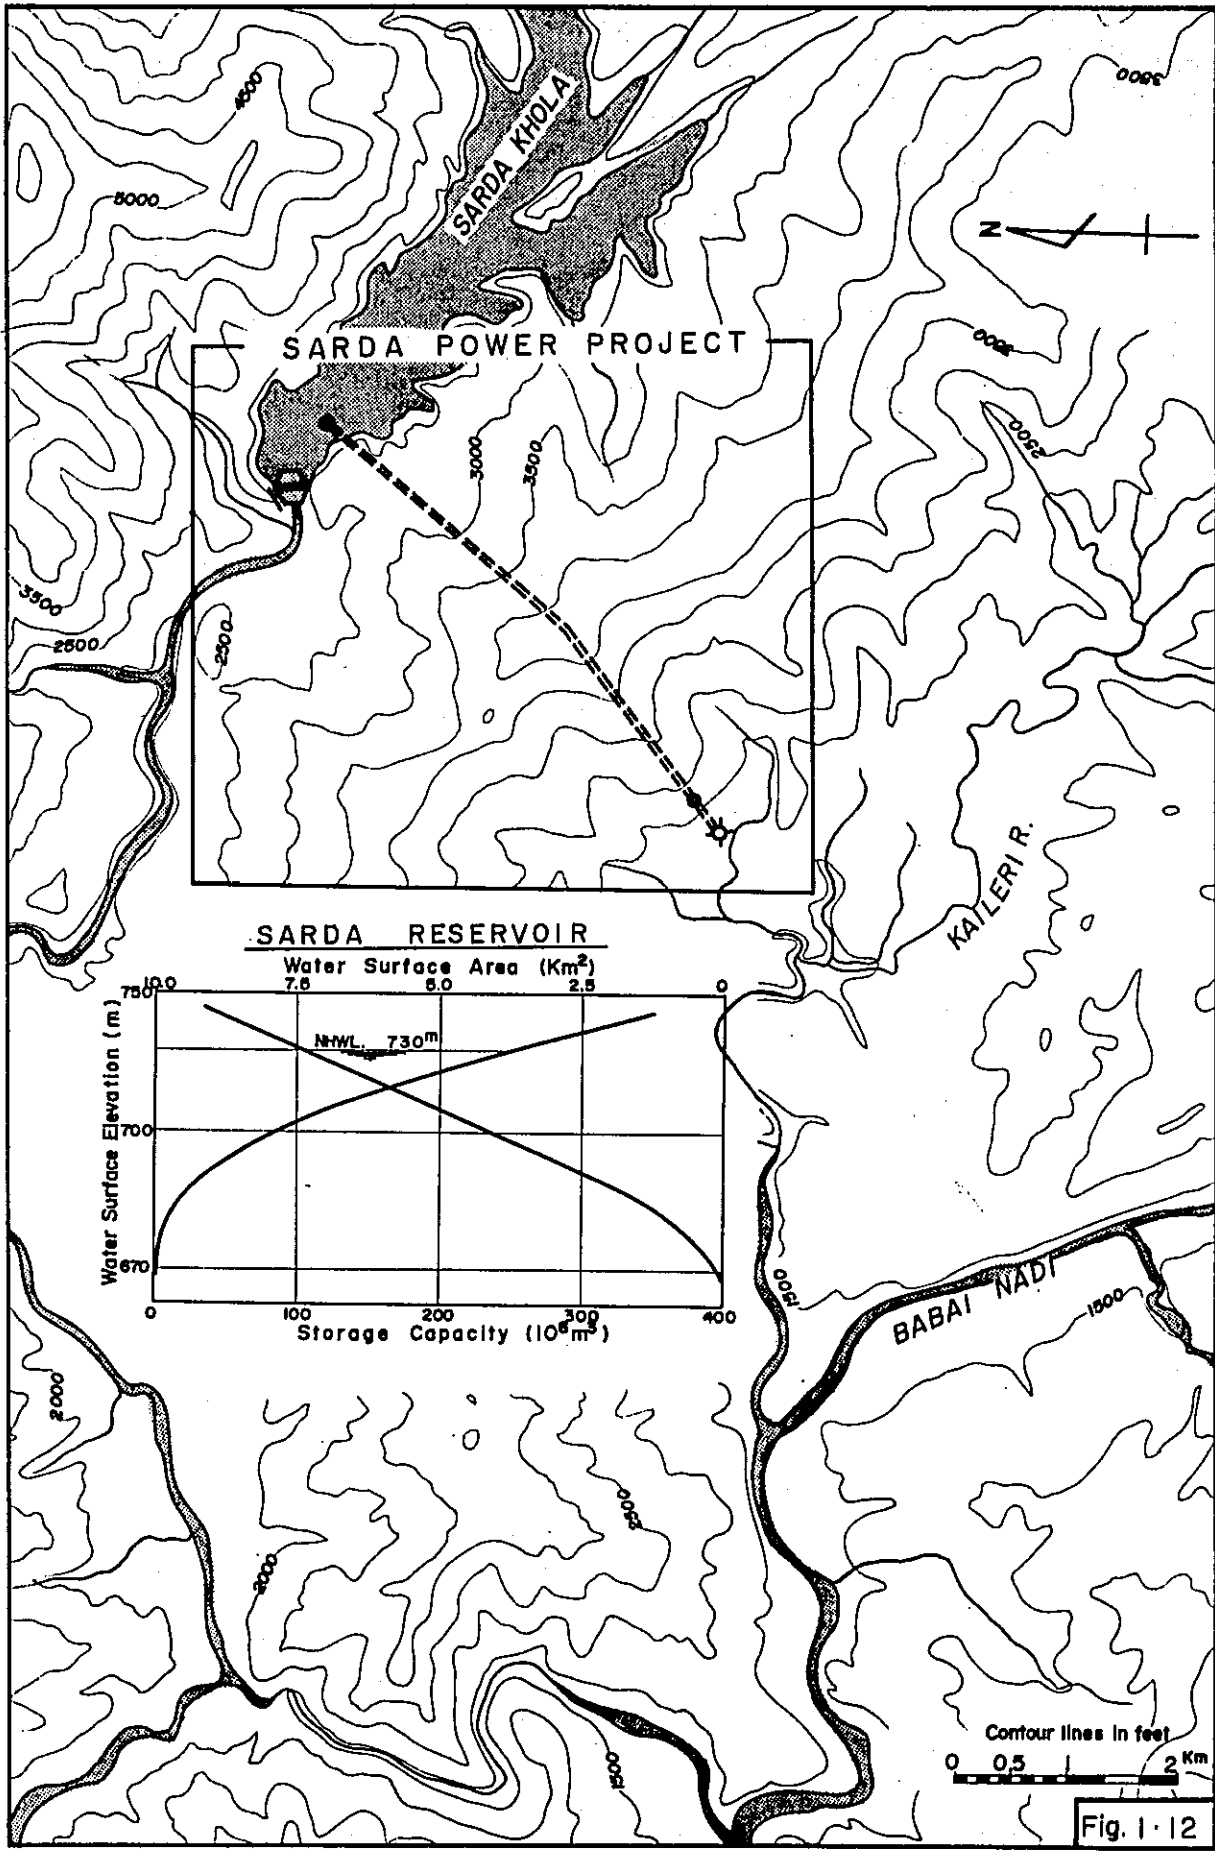 3500
4500
SARDA KHOLA
5000
N
SARDA POWER PROJECT
3000
3500
2500
3000
3500
2500
2500
KAILERI R.
SARDA RESERVOIR
Water Surface Area (Km²)
10.0 7.5 5.0 2.5 0
750
NHWL. 730m
Water Surface Elevation (m)
700
670
0 100 200 300 400
Storage Capacity (10⁶m³)
1500
BABAI NADI
1500
2000
2500
2000
1500
Contour lines in feet
0 0.5 1 2 Km
Fig. 1·12